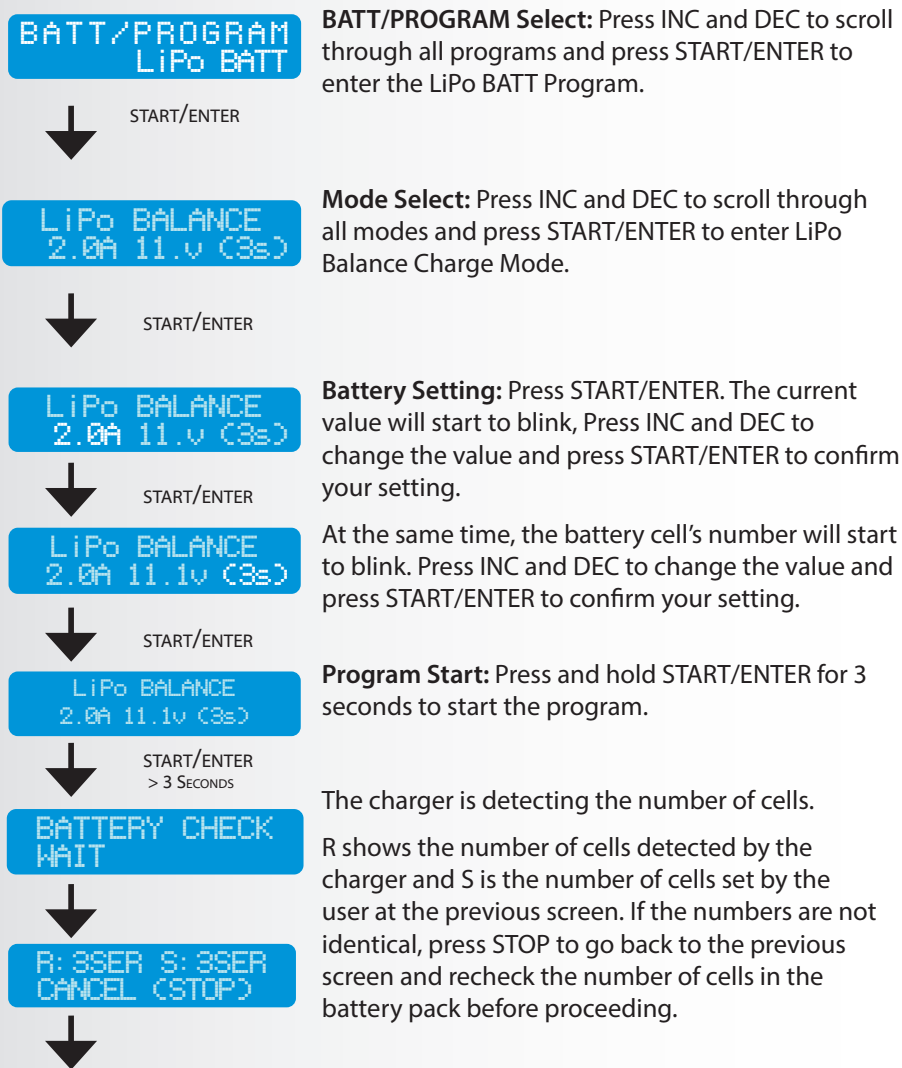 BATT/PROGRAM
LiPo BATT
BATT/PROGRAM Select: Press INC and DEC to scroll
through all programs and press START/ENTER to
enter the LiPo BATT Program.
START/ENTER
LiPo BALANCE
2.0A 11.v (3s)
Mode Select: Press INC and DEC to scroll through
all modes and press START/ENTER to enter LiPo
Balance Charge Mode.
START/ENTER
LiPo BALANCE
2.0A 11.v (3s)
Battery Setting: Press START/ENTER. The current
value will start to blink, Press INC and DEC to
change the value and press START/ENTER to confirm
your setting.
START/ENTER
LiPo BALANCE
2.0A 11.1v (3s)
At the same time, the battery cell’s number will start
to blink. Press INC and DEC to change the value and
press START/ENTER to confirm your setting.
START/ENTER
LiPo BALANCE
2.0A 11.1v (3s)
Program Start: Press and hold START/ENTER for 3
seconds to start the program.
START/ENTER
> 3 Seconds
BATTERY CHECK
WAIT
The charger is detecting the number of cells.
R shows the number of cells detected by the
charger and S is the number of cells set by the
user at the previous screen. If the numbers are not
identical, press STOP to go back to the previous
screen and recheck the number of cells in the
battery pack before proceeding.
R: 3SER S: 3SER
CANCEL (STOP)